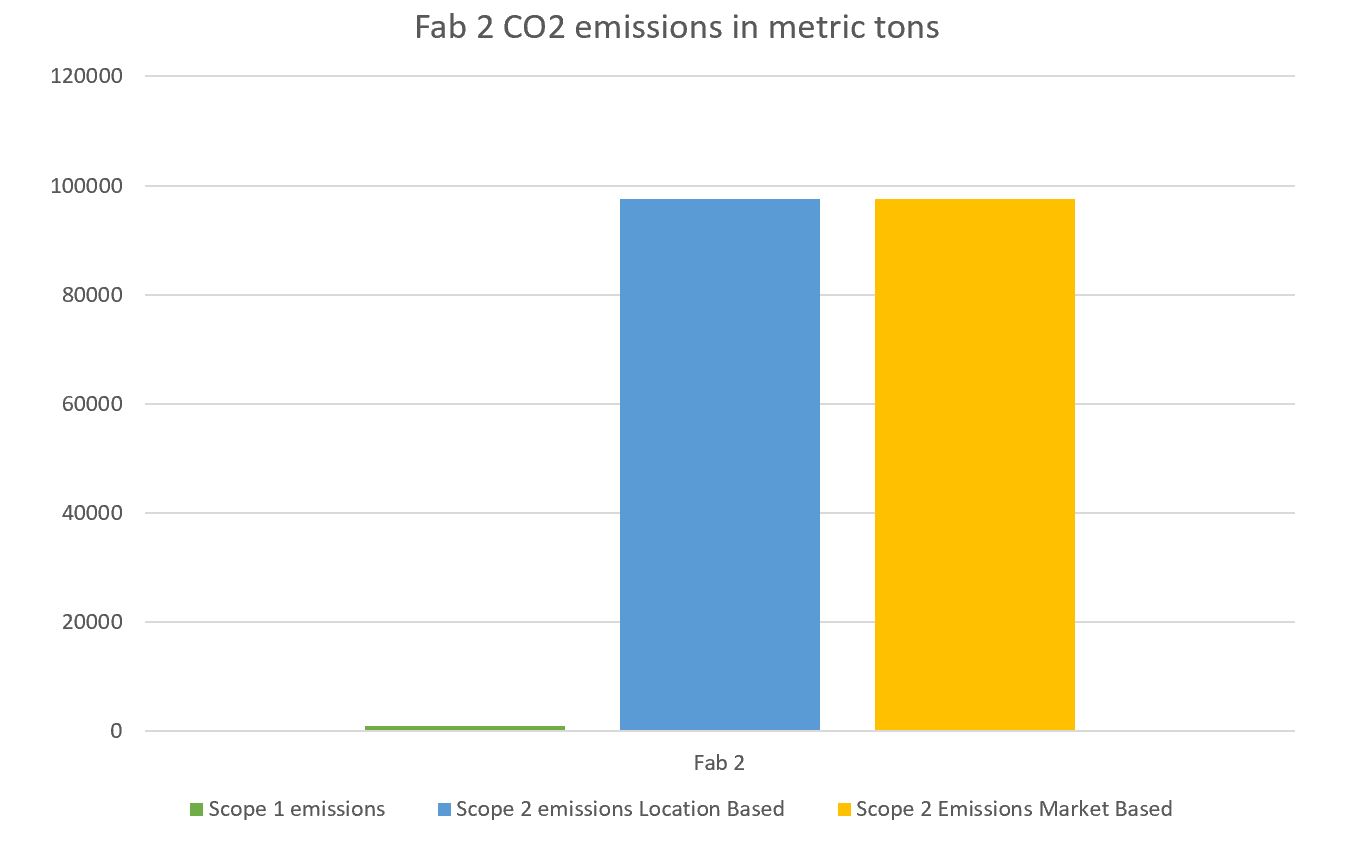 Fab 2 CO2 emissions in metric tons
120000
100000
80000
60000
40000
20000
0
Fab 2
Scope 1 emissions
Scope 2 emissions Location Based
Scope 2 Emissions Market Based